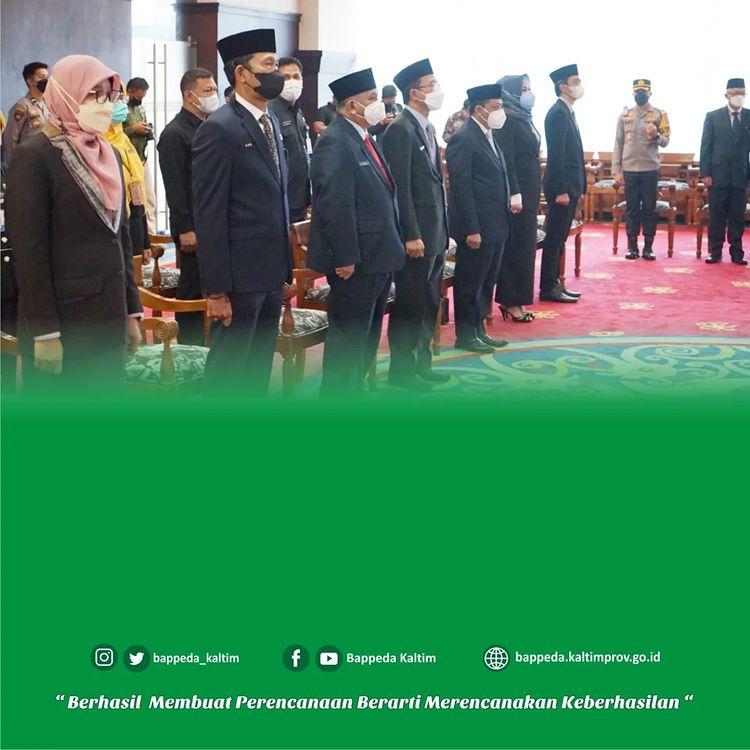 bappeda_kaltim Bappeda Kaltim bappeda.kaltimprov.go.id
“ Berhasil Membuat Perencanaan Berarti Merencanakan Keberhasilan “